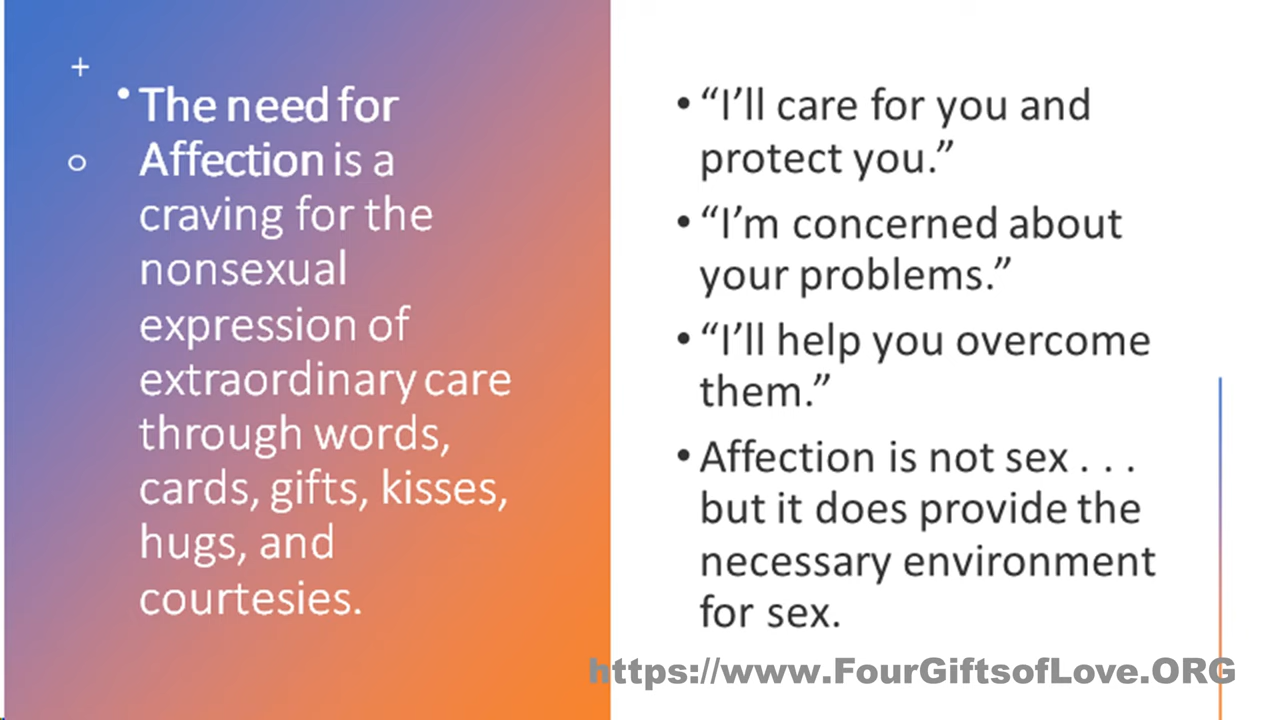 • The need for
Affection is a
craving for the
nonsexual
expression of
extraordinary care
through words,
cards, gifts, kisses,
hugs, and
courtesies.
• “I’ll care for you and
protect you.”
• “I’m concerned about
your problems.”
• “I’ll help you overcome
them.”
• Affection is not sex . . .
but it does provide the
necessary environment
for sex.
https://www.FourGiftsofLove.ORG